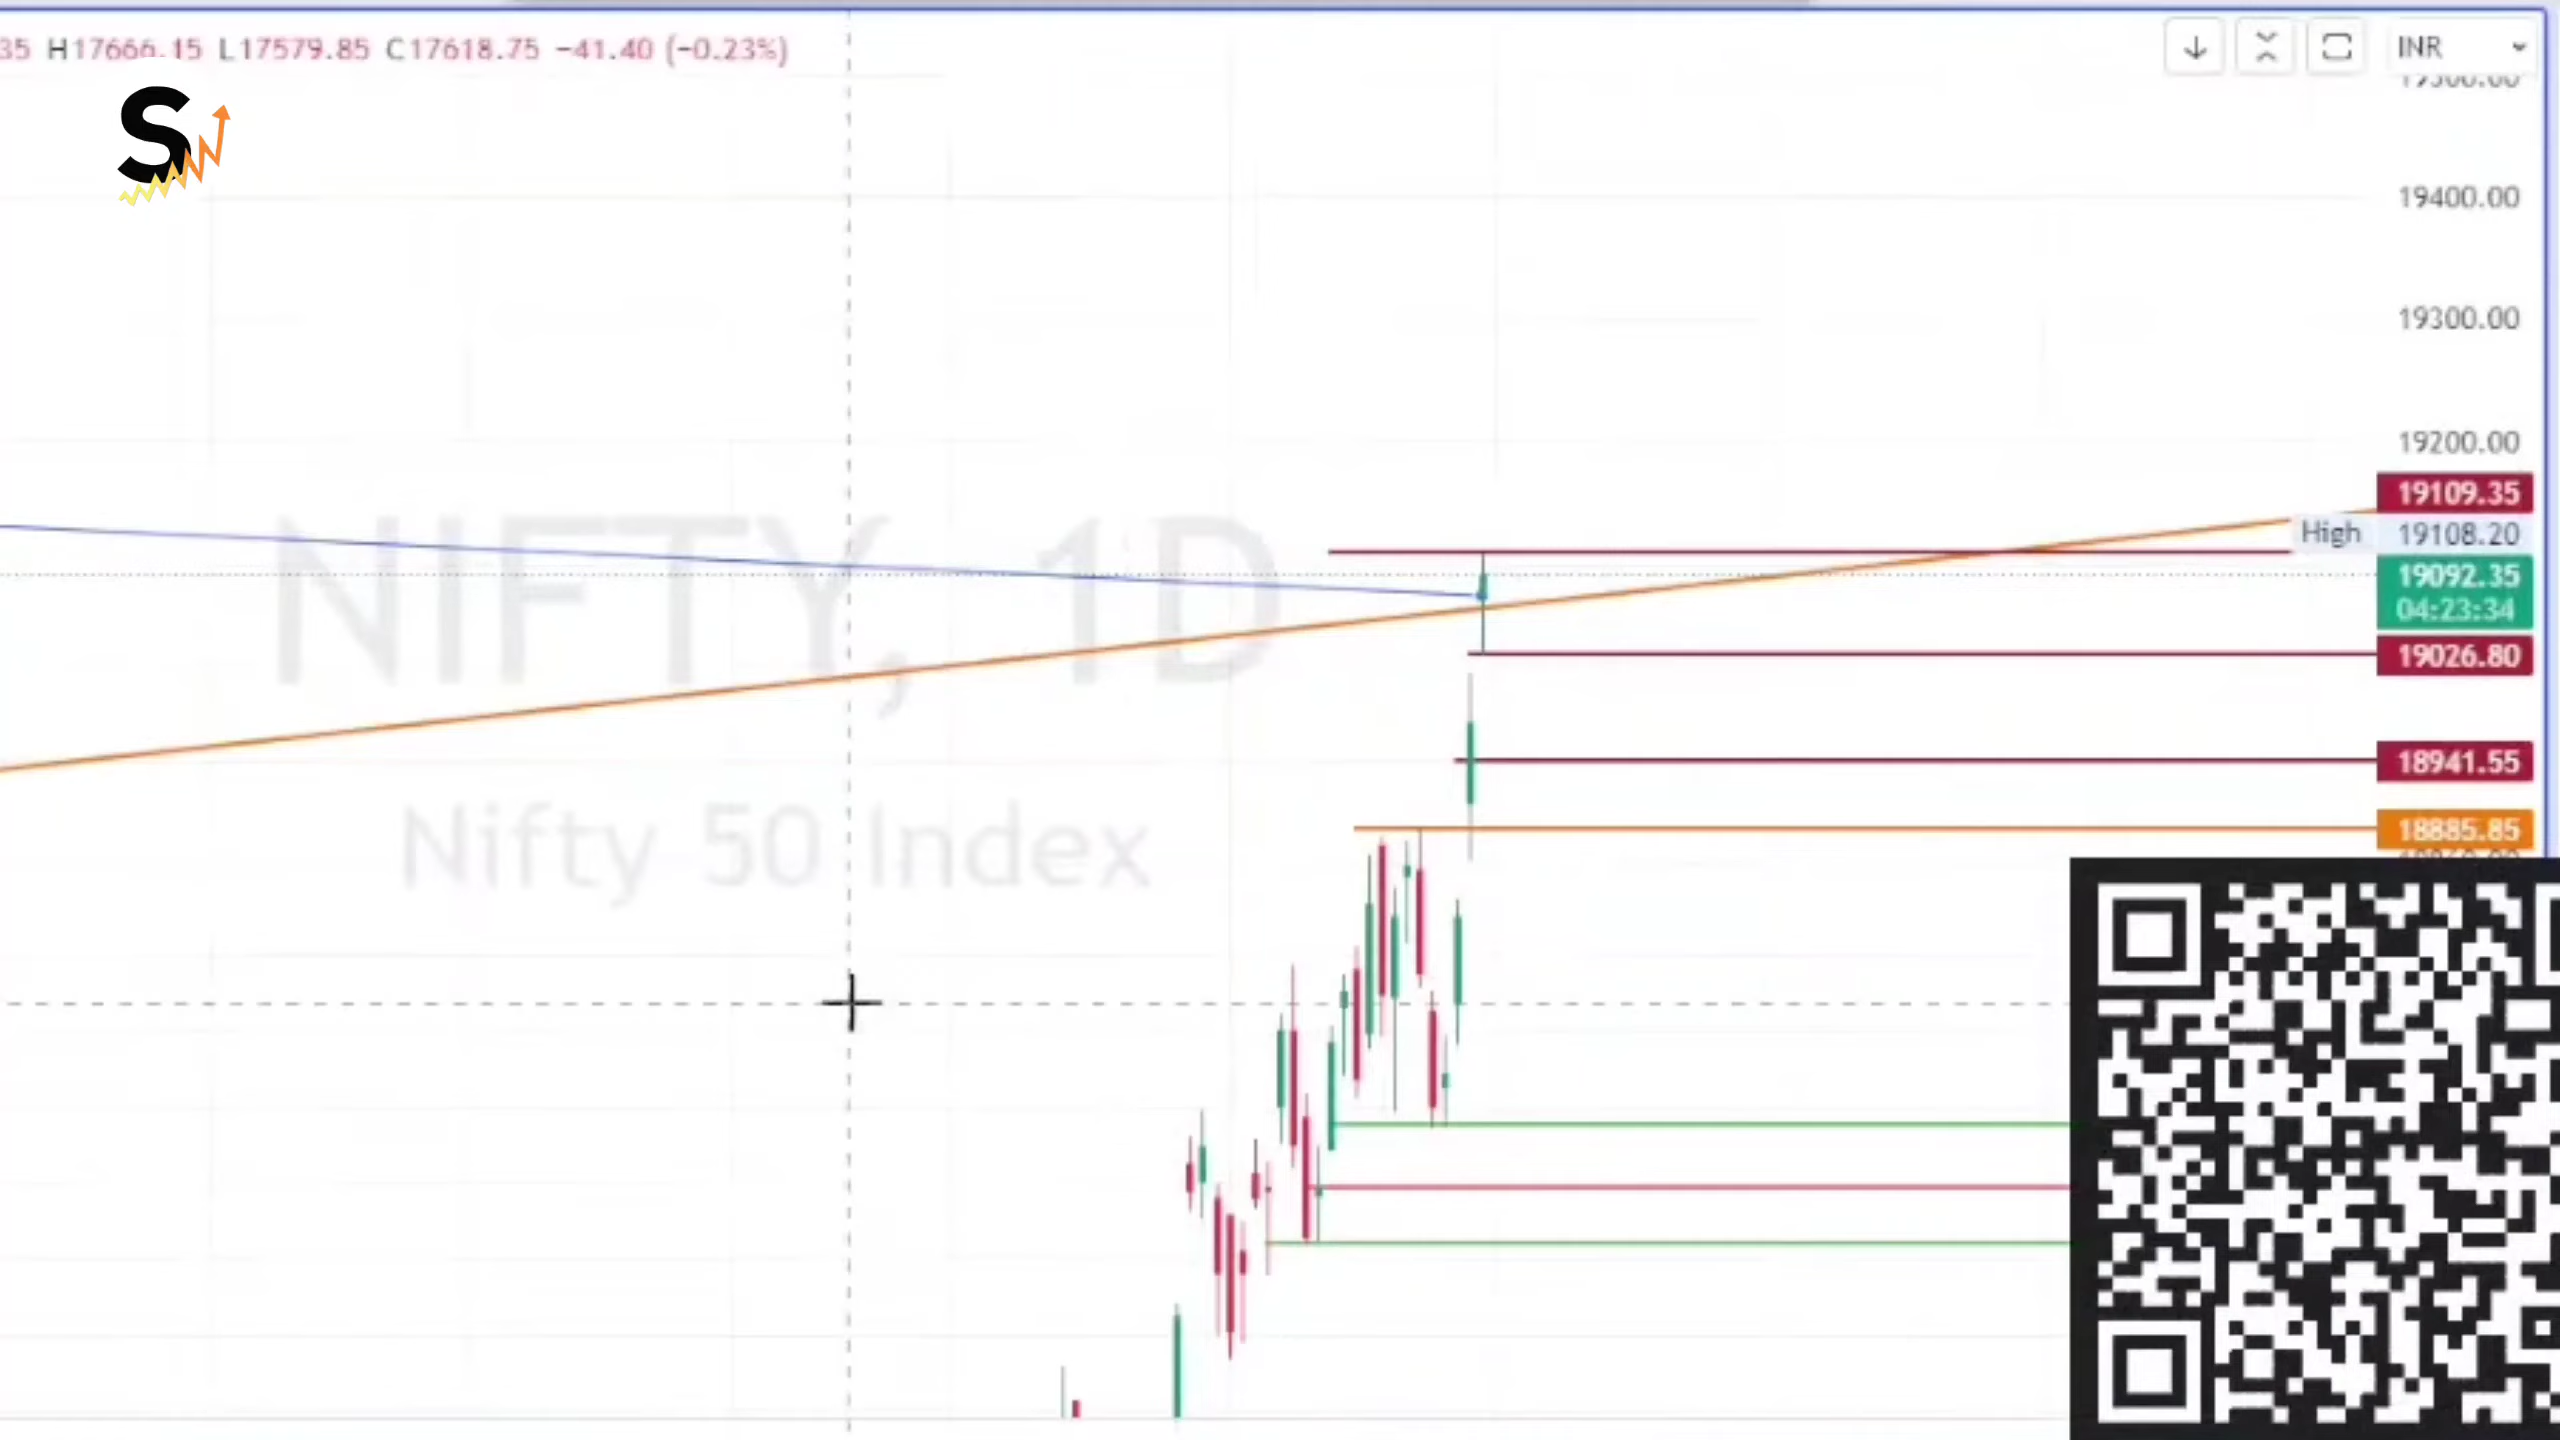 35 H17666.15 L17579.85 C17618.75 −41.40 (−0.23%)
INR
S
19400.00
19300.00
19200.00
19109.35
High 19108.20
19092.35
04:23:34
19026.80
18941.55
18885.85
NIFTY, 1D
Nifty 50 Index